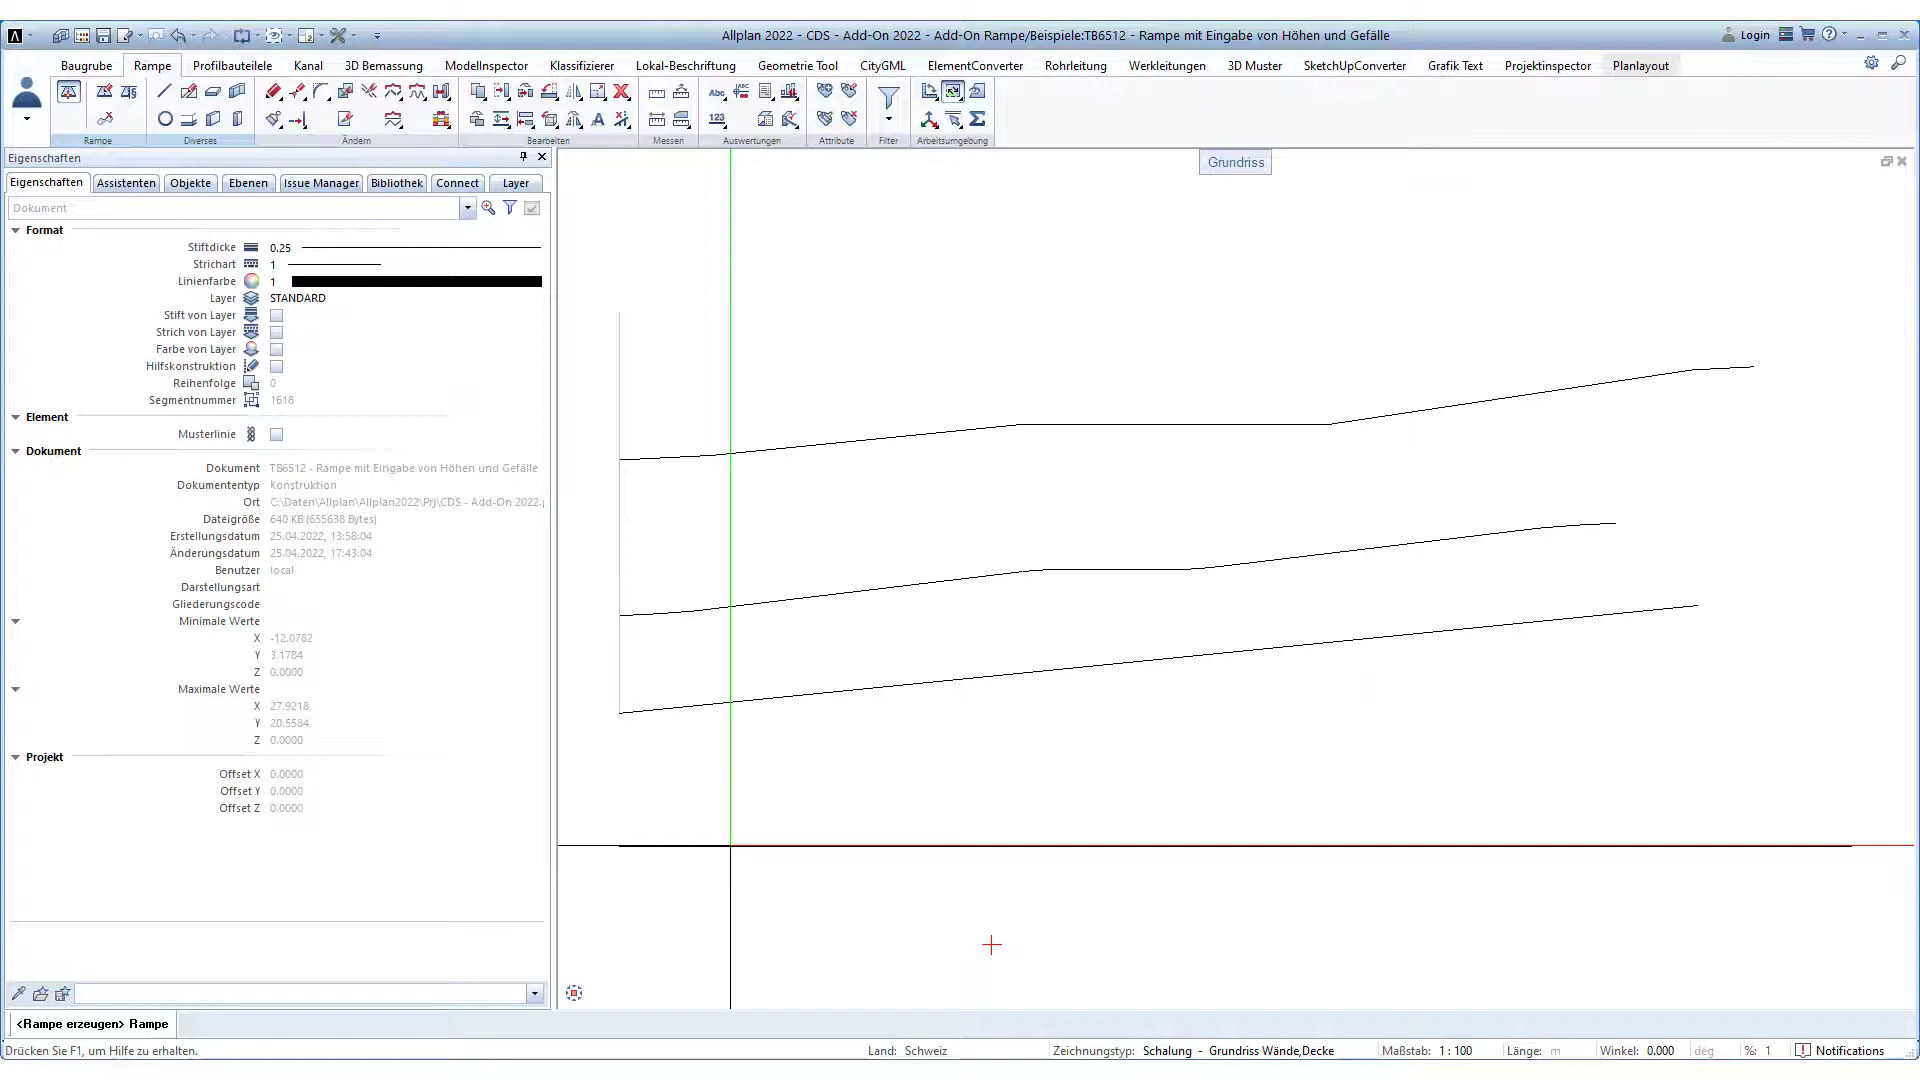 Allplan 2022 - CDS - Add-On 2022 - Add-On Rampe/Beispiele:TB6512 - Rampe mit Eingabe von Höhen und Gefälle
Login
Baugrube Rampe Profilbauteile Kanal 3D Bemassung ModelInspector Klassifizierer Lokal-Beschriftung Geometrie Tool CityGML ElementConverter Rohrleitung Werkleitungen 3D Muster SketchUpConverter Grafik Text Projektinspector Planlayout
Abc
123
Rampe Diverses Ändern Bearbeiten Messen Auswertungen Attribute Filter Arbeitsumgebung
Eigenschaften
Grundriss
Eigenschaften Assistenten Objekte Ebenen Issue Manager Bibliothek Connect Layer
Dokument
Format
Stiftdicke 0.25
Strichart 1
Linienfarbe 1
Layer STANDARD
Stift von Layer
Strich von Layer
Farbe von Layer
Hilfskonstruktion
Reihenfolge 0
Segmentnummer 1618
Element
Musterlinie
Dokument
Dokument TB6512 - Rampe mit Eingabe von Höhen und Gefälle
Dokumententyp Konstruktion
Ort C:\Daten\Allplan\Allplan2022\Prj\CDS - Add-On 2022.
Dateigröße 640 KB (655638 Bytes)
Erstellungsdatum 25.04.2022, 13:58:04
Änderungsdatum 25.04.2022, 17:43:04
Benutzer local
Darstellungsart
Gliederungscode
Minimale Werte
X -12.0782
Y 3.1784
Z 0.0000
Maximale Werte
X 27.9218
Y 20.5584
Z 0.0000
Projekt
Offset X 0.0000
Offset Y 0.0000
Offset Z 0.0000
<Rampe erzeugen> Rampe
Drücken Sie F1, um Hilfe zu erhalten. Land: Schweiz Zeichnungstyp: Schalung - Grundriss Wände,Decke Maßstab: 1 : 100 Länge: m Winkel: 0.000 deg %: 1 Notifications